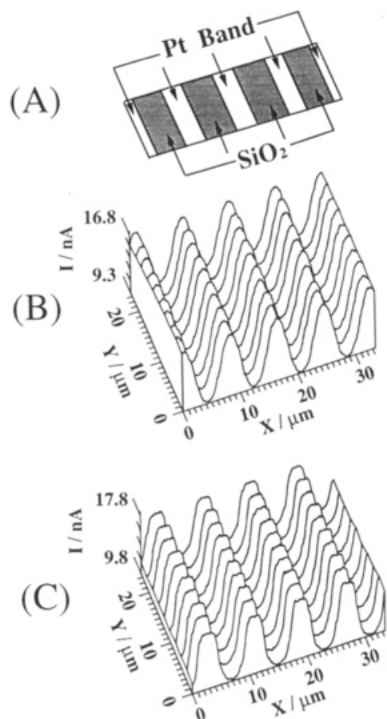 (A)
Pt Band
SiO2
(B)
16.8
9.3
I / nA
20
10
0
Y / μm
0
10
20
30
X / μm
(C)
17.8
9.8
I / nA
20
10
0
Y / μm
0
10
20
30
X / μm